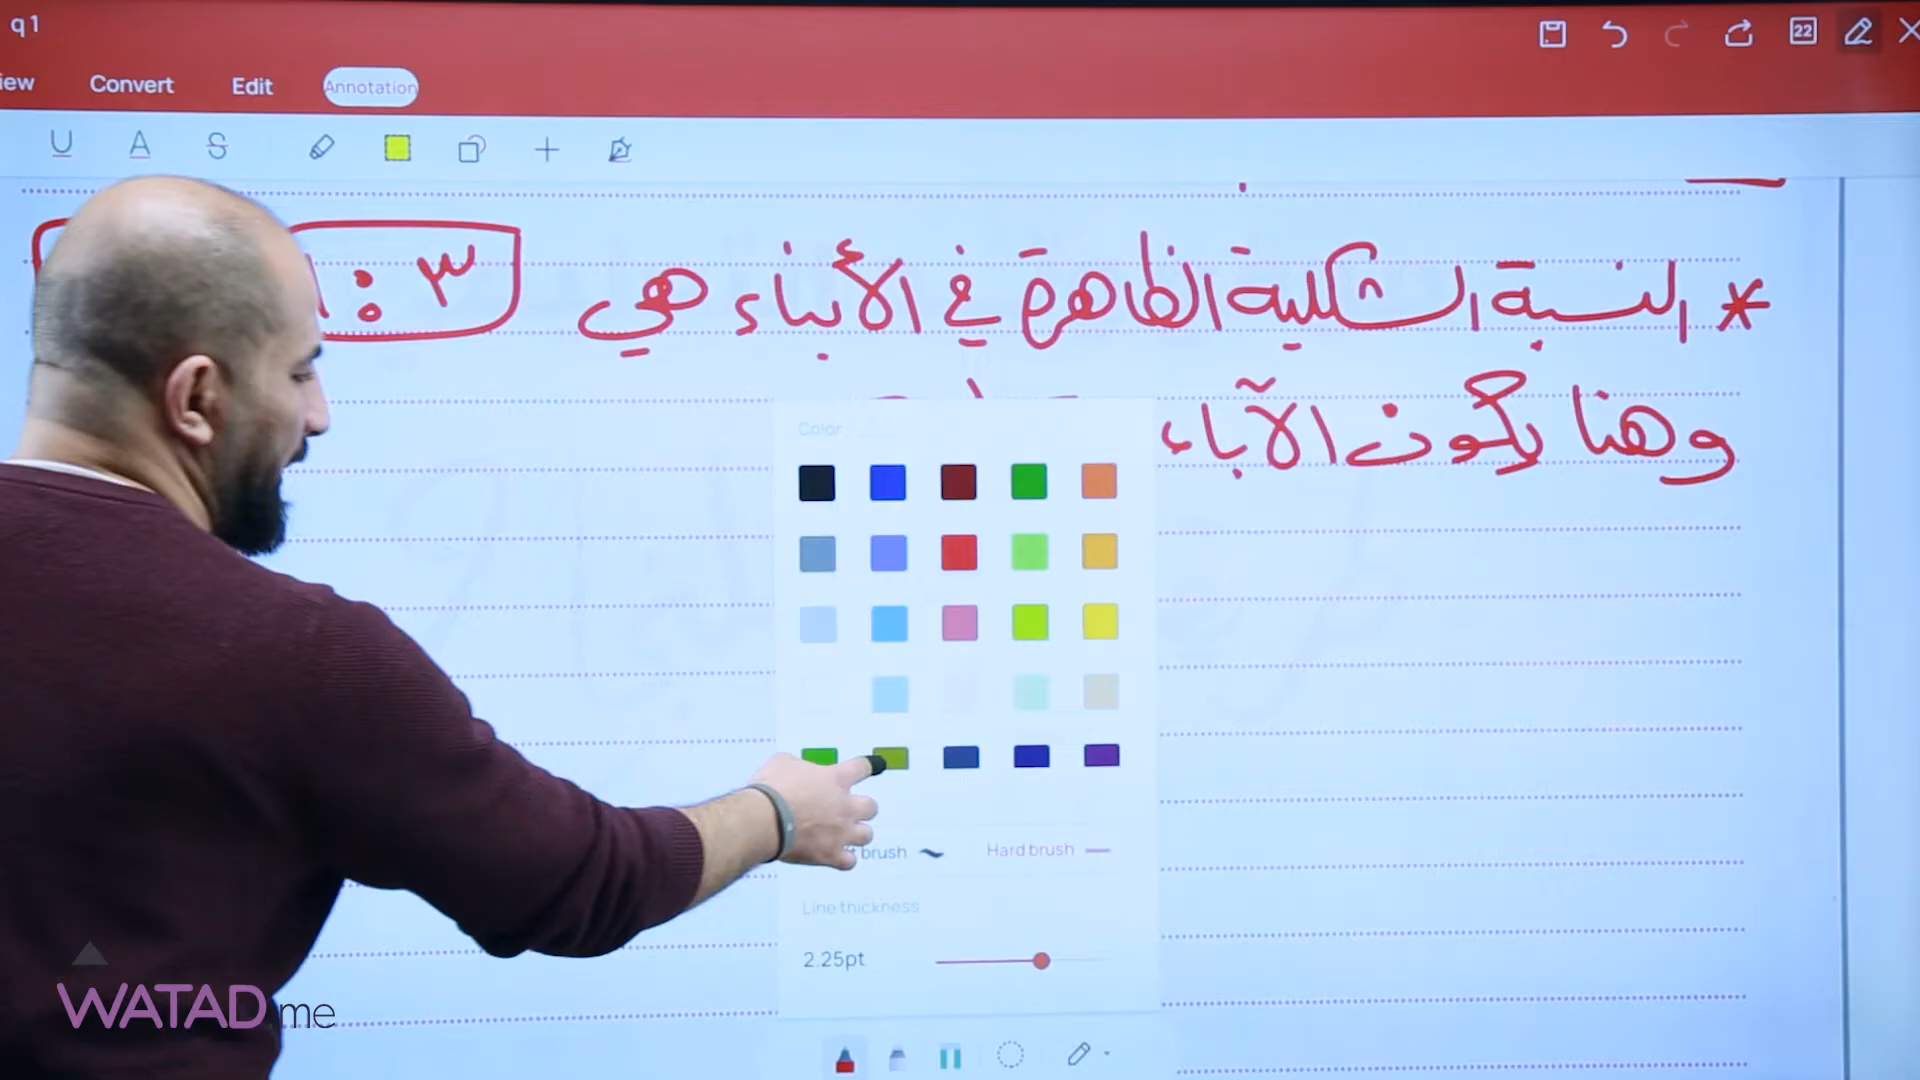 q1
Convert Edit Annotation
22
* النسبة الشكلية الظاهرة في الأبناء هي ٣ : ١
وهنا يكون الآباء
Color
brush Hard brush
Line thickness
2.25pt
WATAD me